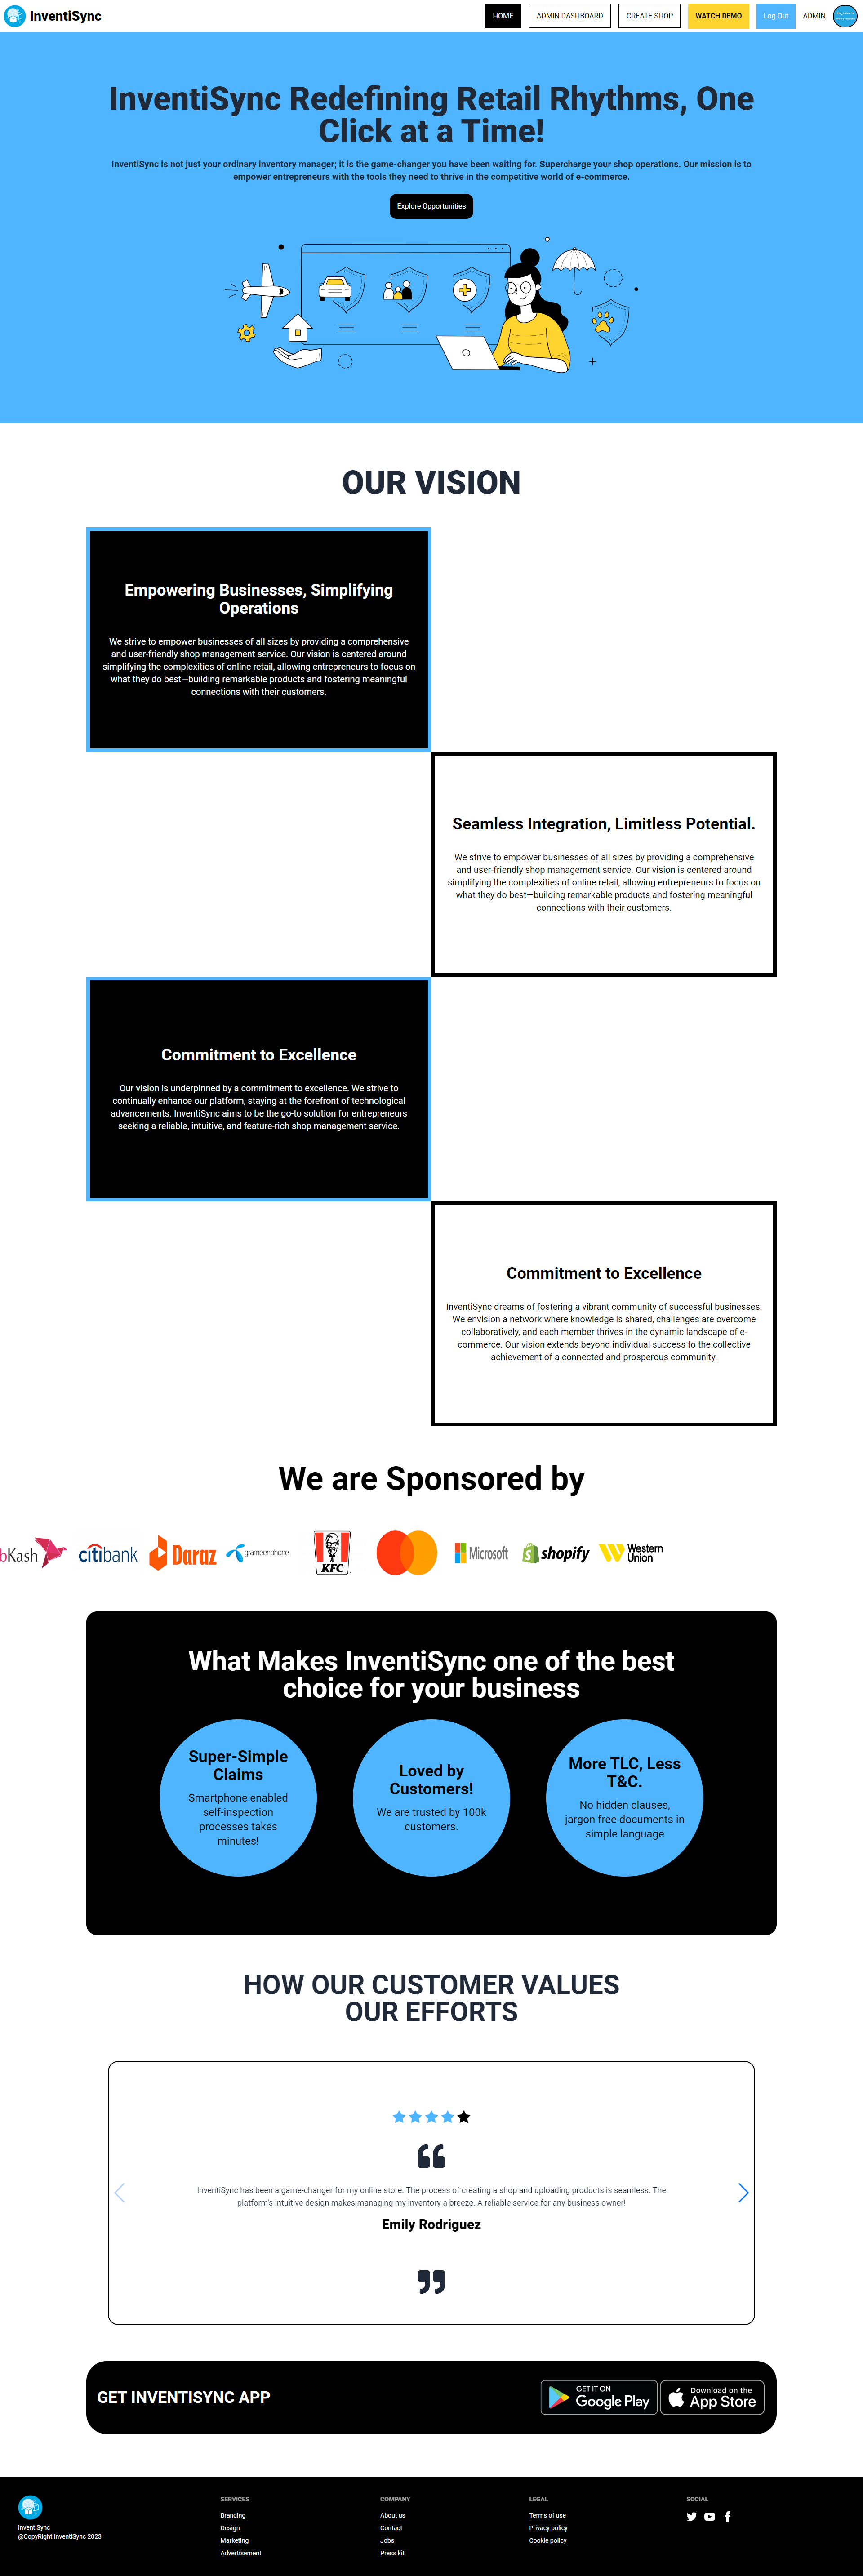 InventiSync
HOME
ADMIN DASHBOARD
CREATE SHOP
WATCH DEMO
Log Out
ADMIN
InventiSync Redefining Retail Rhythms, One
Click at a Time!
InventiSync is not just your ordinary inventory manager; it is the game-changer you have been waiting for. Supercharge your shop operations. Our mission is to
empower entrepreneurs with the tools they need to thrive in the competitive world of e-commerce.
Explore Opportunities
OUR VISION
Empowering Businesses, Simplifying
Operations
We strive to empower businesses of all sizes by providing a comprehensive
and user-friendly shop management service. Our vision is centered around
simplifying the complexities of online retail, allowing entrepreneurs to focus on
what they do best—building remarkable products and fostering meaningful
connections with their customers.
Seamless Integration, Limitless Potential.
We strive to empower businesses of all sizes by providing a comprehensive
and user-friendly shop management service. Our vision is centered around
simplifying the complexities of online retail, allowing entrepreneurs to focus on
what they do best—building remarkable products and fostering meaningful
connections with their customers.
Commitment to Excellence
Our vision is underpinned by a commitment to excellence. We strive to
continually enhance our platform, staying at the forefront of technological
advancements. InventiSync aims to be the go-to solution for entrepreneurs
seeking a reliable, intuitive, and feature-rich shop management service.
Commitment to Excellence
InventiSync dreams of fostering a vibrant community of successful businesses.
We envision a network where knowledge is shared, challenges are overcome
collaboratively, and each member thrives in the dynamic landscape of e-
commerce. Our vision extends beyond individual success to the collective
achievement of a connected and prosperous community.
We are Sponsored by
bKash
citibank
Daraz
grameenphone
KFC
Microsoft
shopify
Western
Union
What Makes InventiSync one of the best
choice for your business
Super-Simple
Claims
Smartphone enabled
self-inspection
processes takes
minutes!
Loved by
Customers!
We are trusted by 100k
customers.
More TLC, Less
T&C.
No hidden clauses,
jargon free documents in
simple language
HOW OUR CUSTOMER VALUES
OUR EFFORTS
InventiSync has been a game-changer for my online store. The process of creating a shop and uploading products is seamless. The
platform's intuitive design makes managing my inventory a breeze. A reliable service for any business owner!
Emily Rodriguez
GET INVENTISYNC APP
GET IT ON
Google Play
Download on the
App Store
InventiSync
@CopyRight InventiSync 2023
SERVICES
Branding
Design
Marketing
Advertisement
COMPANY
About us
Contact
Jobs
Press kit
LEGAL
Terms of use
Privacy policy
Cookie policy
SOCIAL